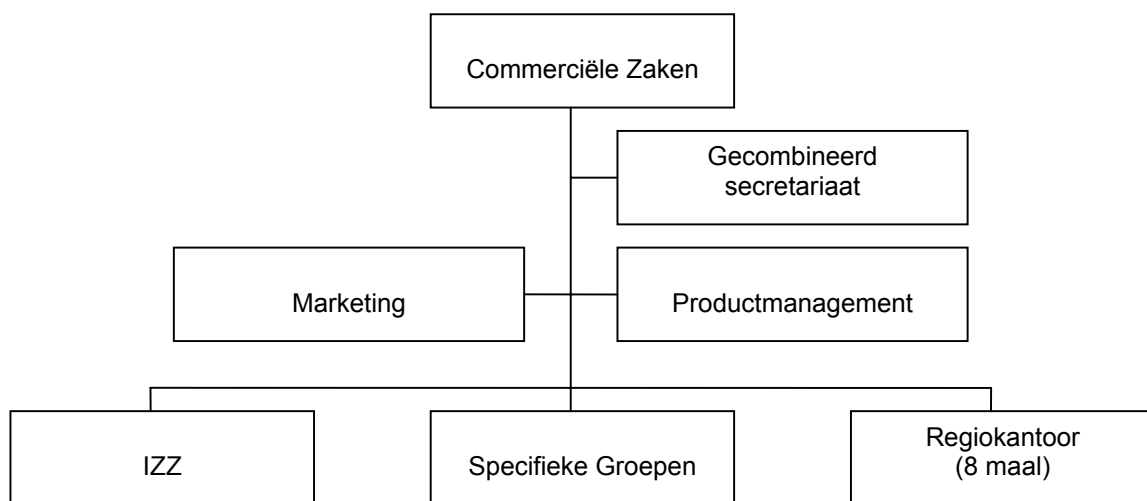 Commerciële Zaken
Gecombineerd
secretariaat
Marketing
Productmanagement
IZZ
Specifieke Groepen
Regiokantoor
(8 maal)